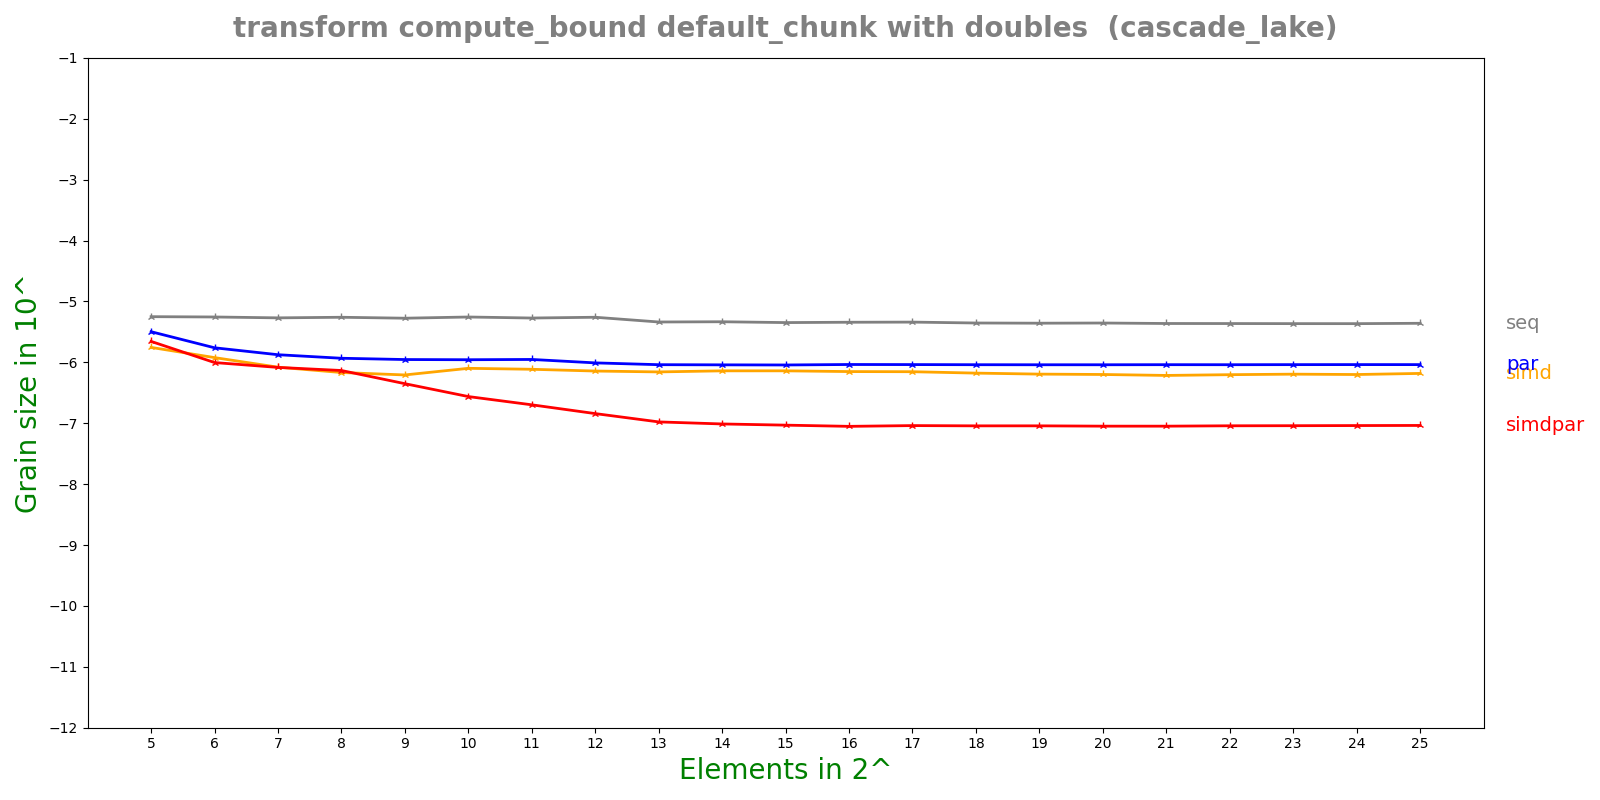 transform compute_bound default_chunk with doubles  (cascade_lake)
Grain size in 10^
−1
−2
−3
−4
−5
−6
−7
−8
−9
−10
−11
−12
seq
par
simd
simdpar
5 6 7 8 9 10 11 12 13 14 15 16 17 18 19 20 21 22 23 24 25
Elements in 2^